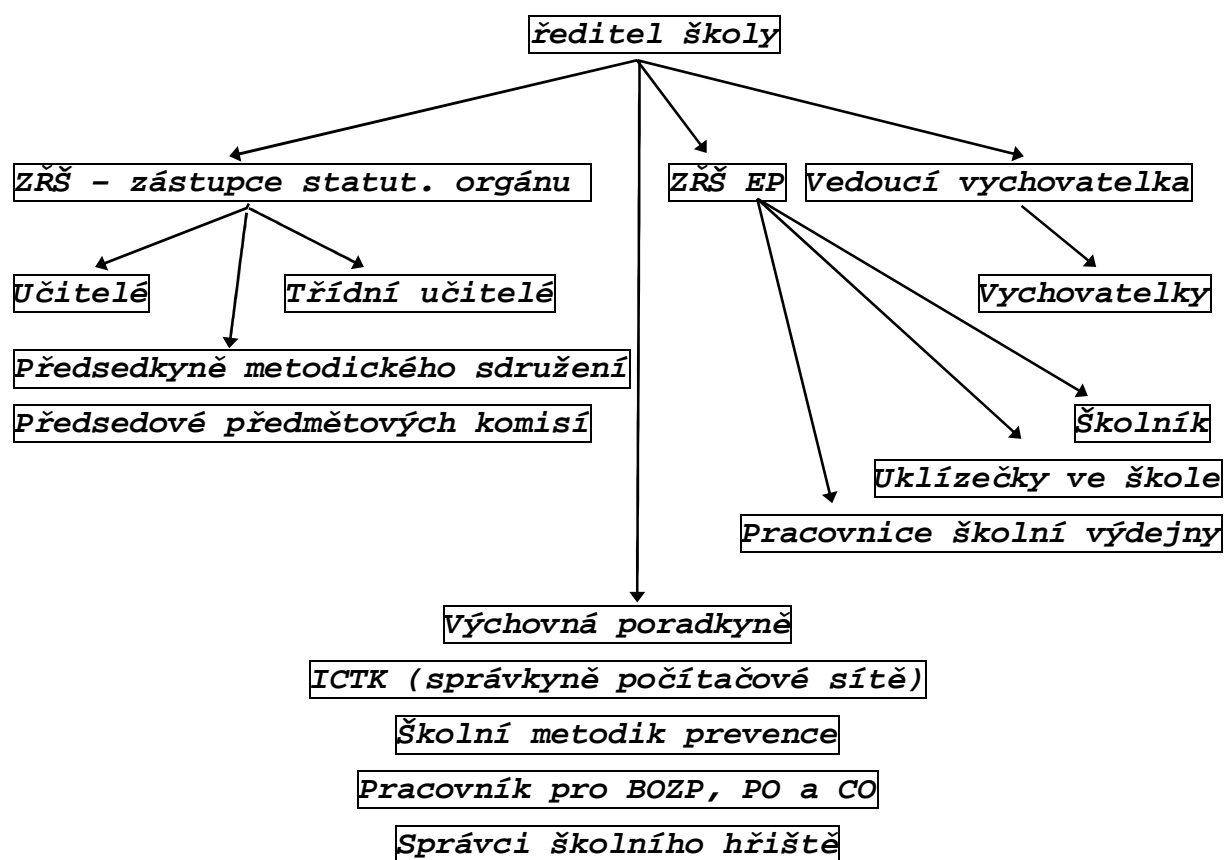 ředitel školy
ZŘŠ – zástupce statut. orgánu
ZŘŠ EP
Vedoucí vychovatelka
Učitelé
Třídní učitelé
Vychovatelky
Předsedkyně metodického sdružení
Předsedové předmětových komisí
Školník
Uklízečky ve škole
Pracovnice školní výdejny
Výchovná poradkyně
ICTK (správkyně počítačové sítě)
Školní metodik prevence
Pracovník pro BOZP, PO a CO
Správci školního hřiště